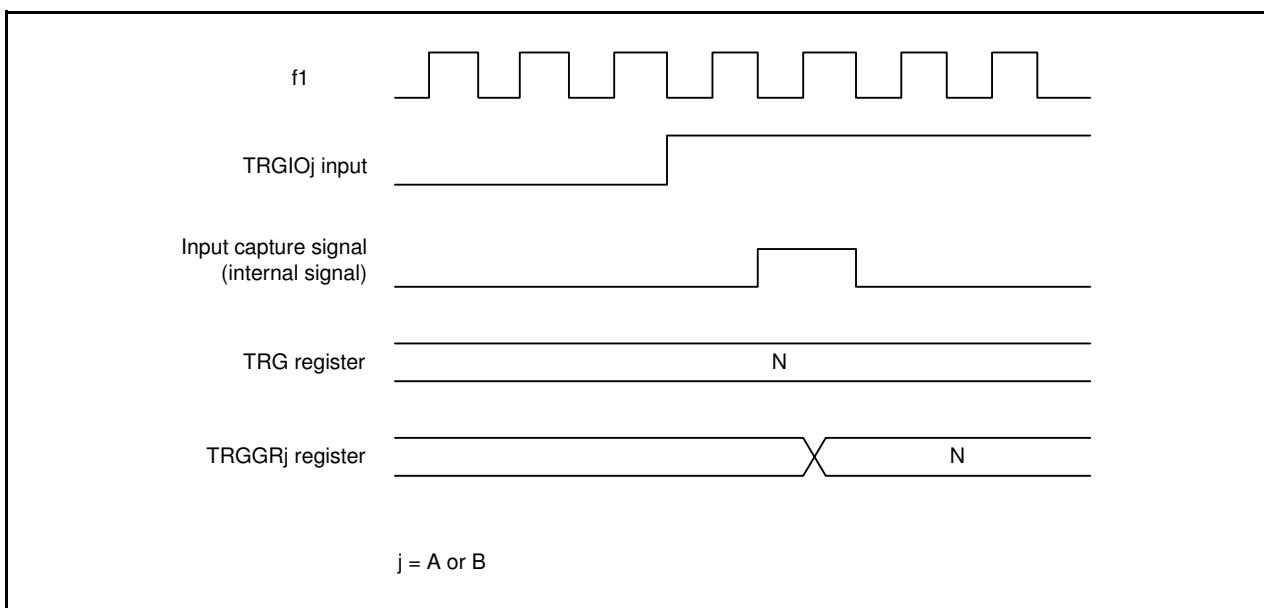 f1
TRGIOj input
Input capture signal
(internal signal)
TRG register
N
TRGGRj register
N
j = A or B